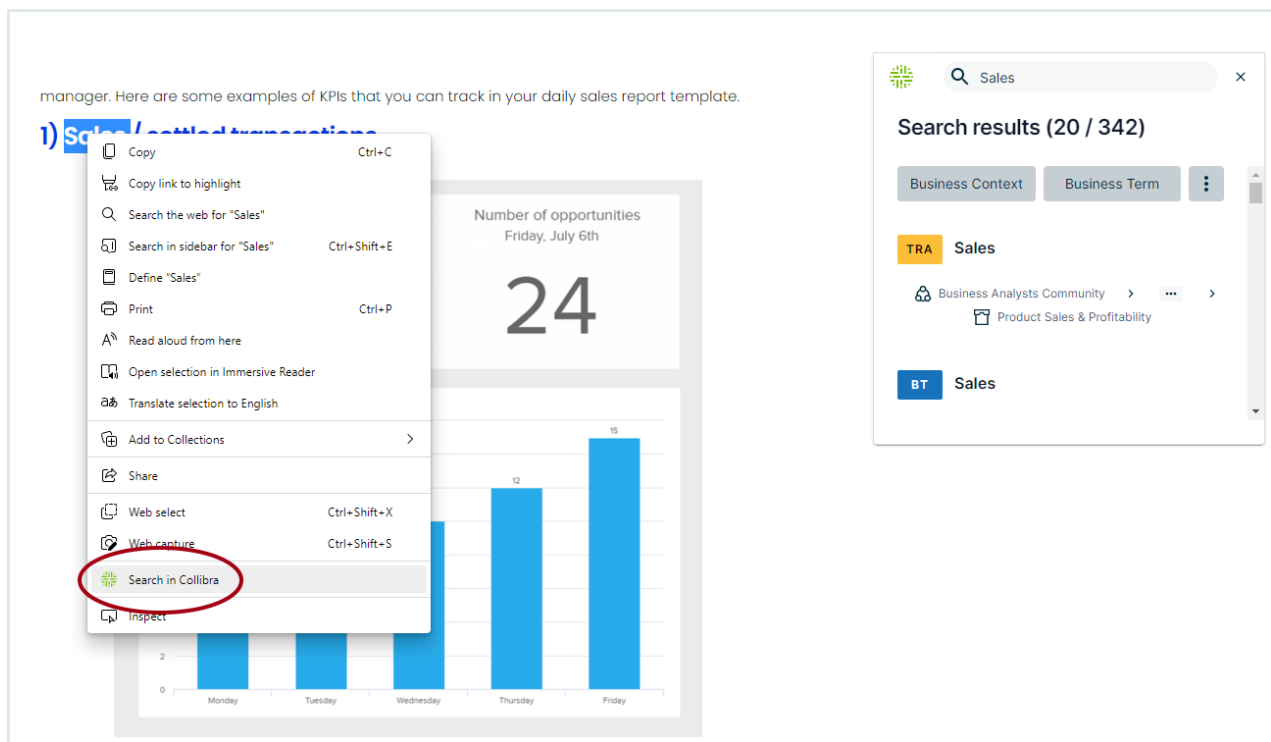 manager. Here are some examples of KPIs that you can track in your daily sales report template.
1) Sales / settled transactions
Copy Ctrl+C
Copy link to highlight
Search the web for "Sales"
Search in sidebar for "Sales" Ctrl+Shift+E
Define "Sales"
Print Ctrl+P
Read aloud from here
Open selection in Immersive Reader
Translate selection to English
Add to Collections
Share
Web select Ctrl+Shift+X
Web capture Ctrl+Shift+S
Search in Collibra
Inspect
Number of opportunities
Friday, July 6th
24
15
12
2
0
Monday Tuesday Wednesday Thursday Friday
Sales
Search results (20 / 342)
Business Context Business Term
TRA Sales
Business Analysts Community > ... >
Product Sales & Profitability
BT Sales